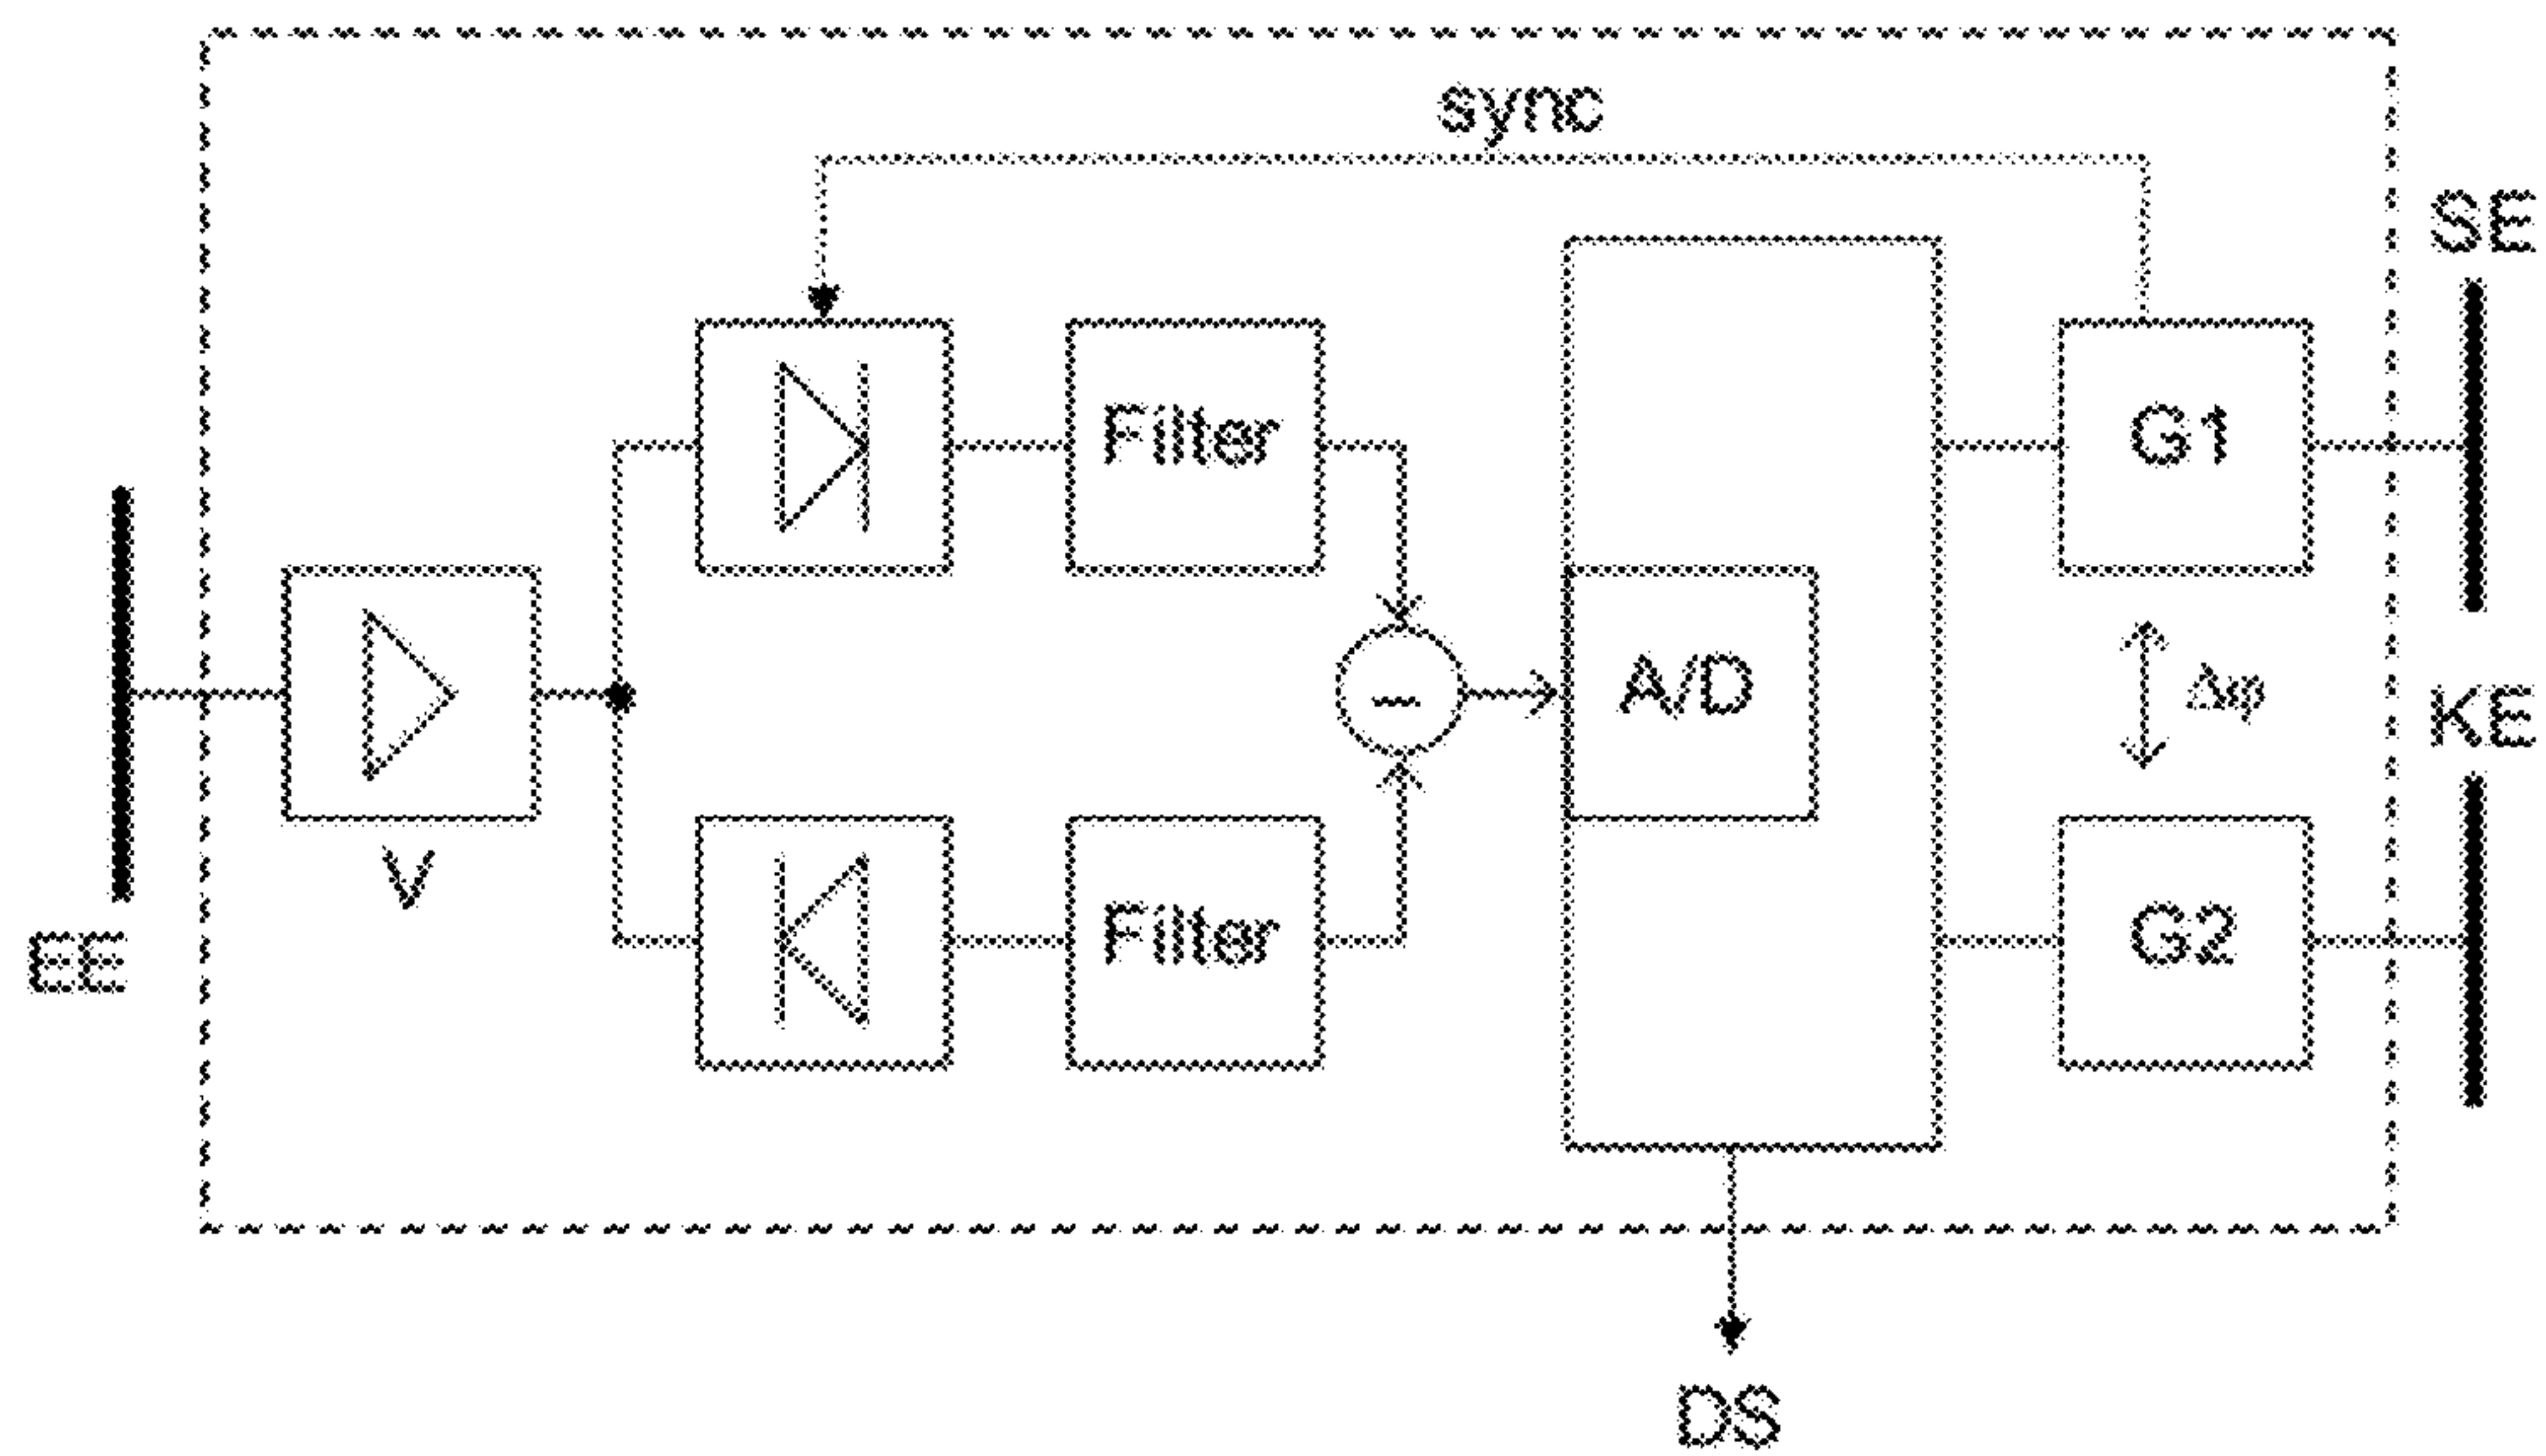 sync
SE
Filter
G1
A/D
Δφ
KE
V
EE
Filter
G2
DS